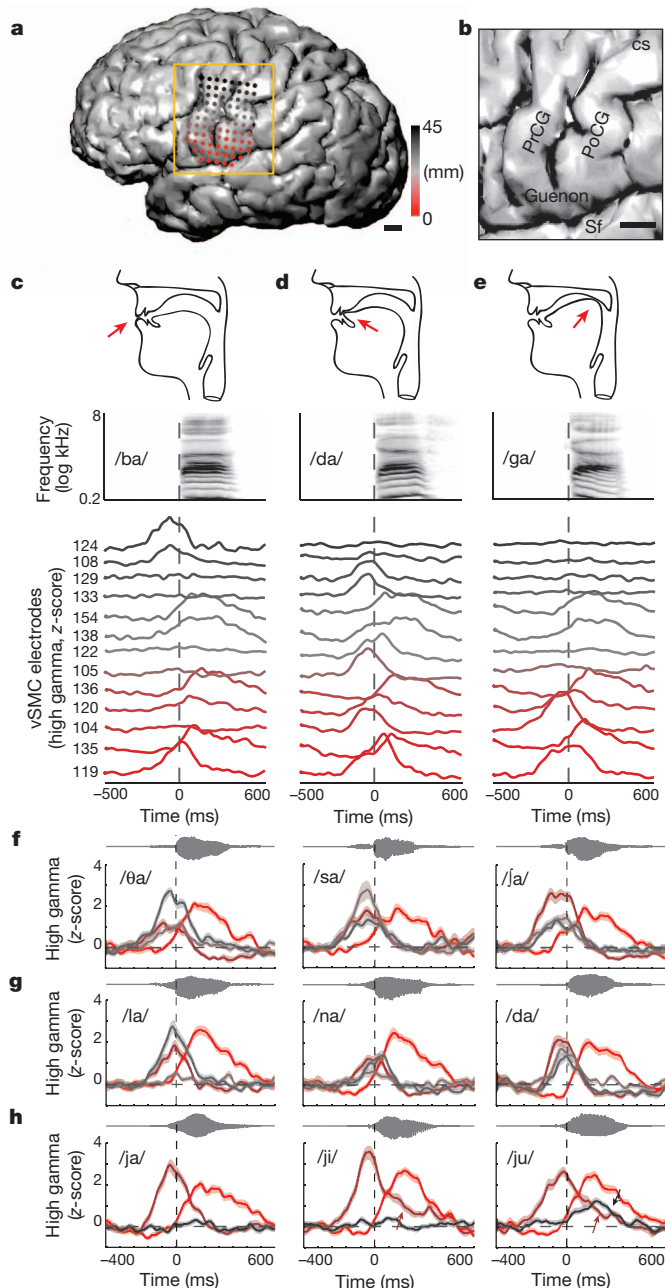 a
45
(mm)
0
b
cs
PrCG
PoCG
Guenon
Sf
c
d
e
Frequency
(log kHz)
8
0.2
/ba/
/da/
/ga/
vSMC electrodes
(high gamma, z-score)
124
108
129
133
154
138
122
105
136
120
104
135
119
–500 0 600
–500 0 600
–500 0 600
Time (ms)
Time (ms)
Time (ms)
f
High gamma
(z-score)
4
2
0
/θa/
/sa/
/ʃa/
g
High gamma
(z-score)
4
2
0
/la/
/na/
/da/
h
High gamma
(z-score)
4
2
0
/ja/
/ji/
/ju/
–400 0 600
–400 0 600
–400 0 600
Time (ms)
Time (ms)
Time (ms)